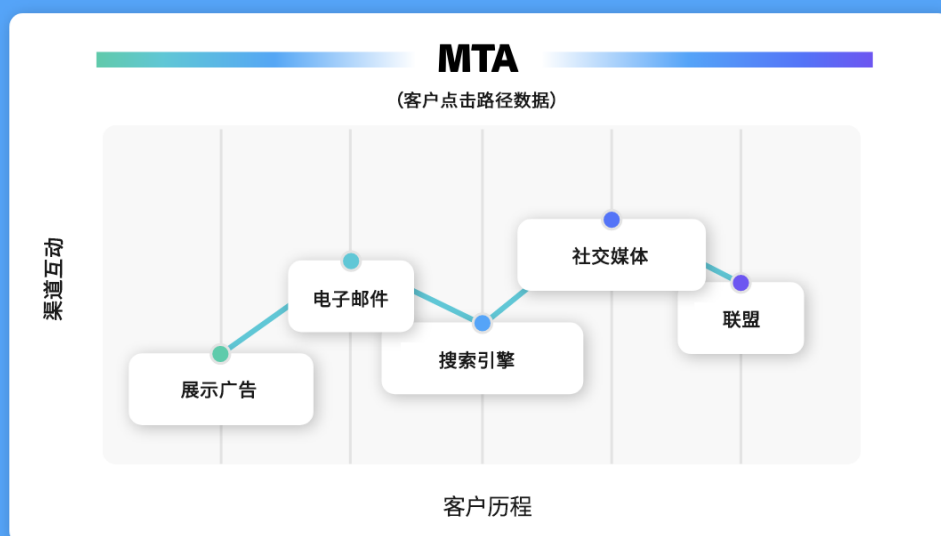 MTA
（客户点击路径数据）
渠道互动
社交媒体
电子邮件
联盟
搜索引擎
展示广告
客户历程